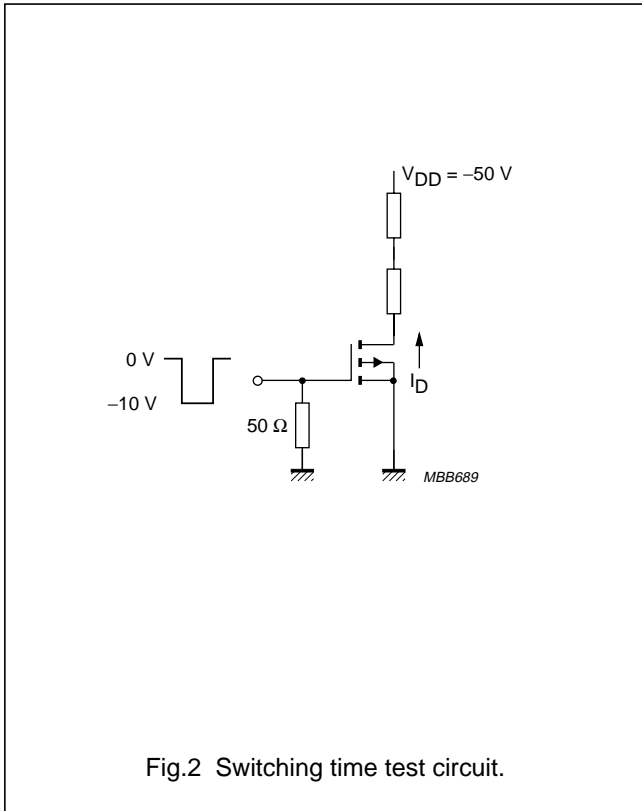 V_DD = −50 V
0 V
−10 V
50 Ω
I_D
MBB689
Fig.2 Switching time test circuit.